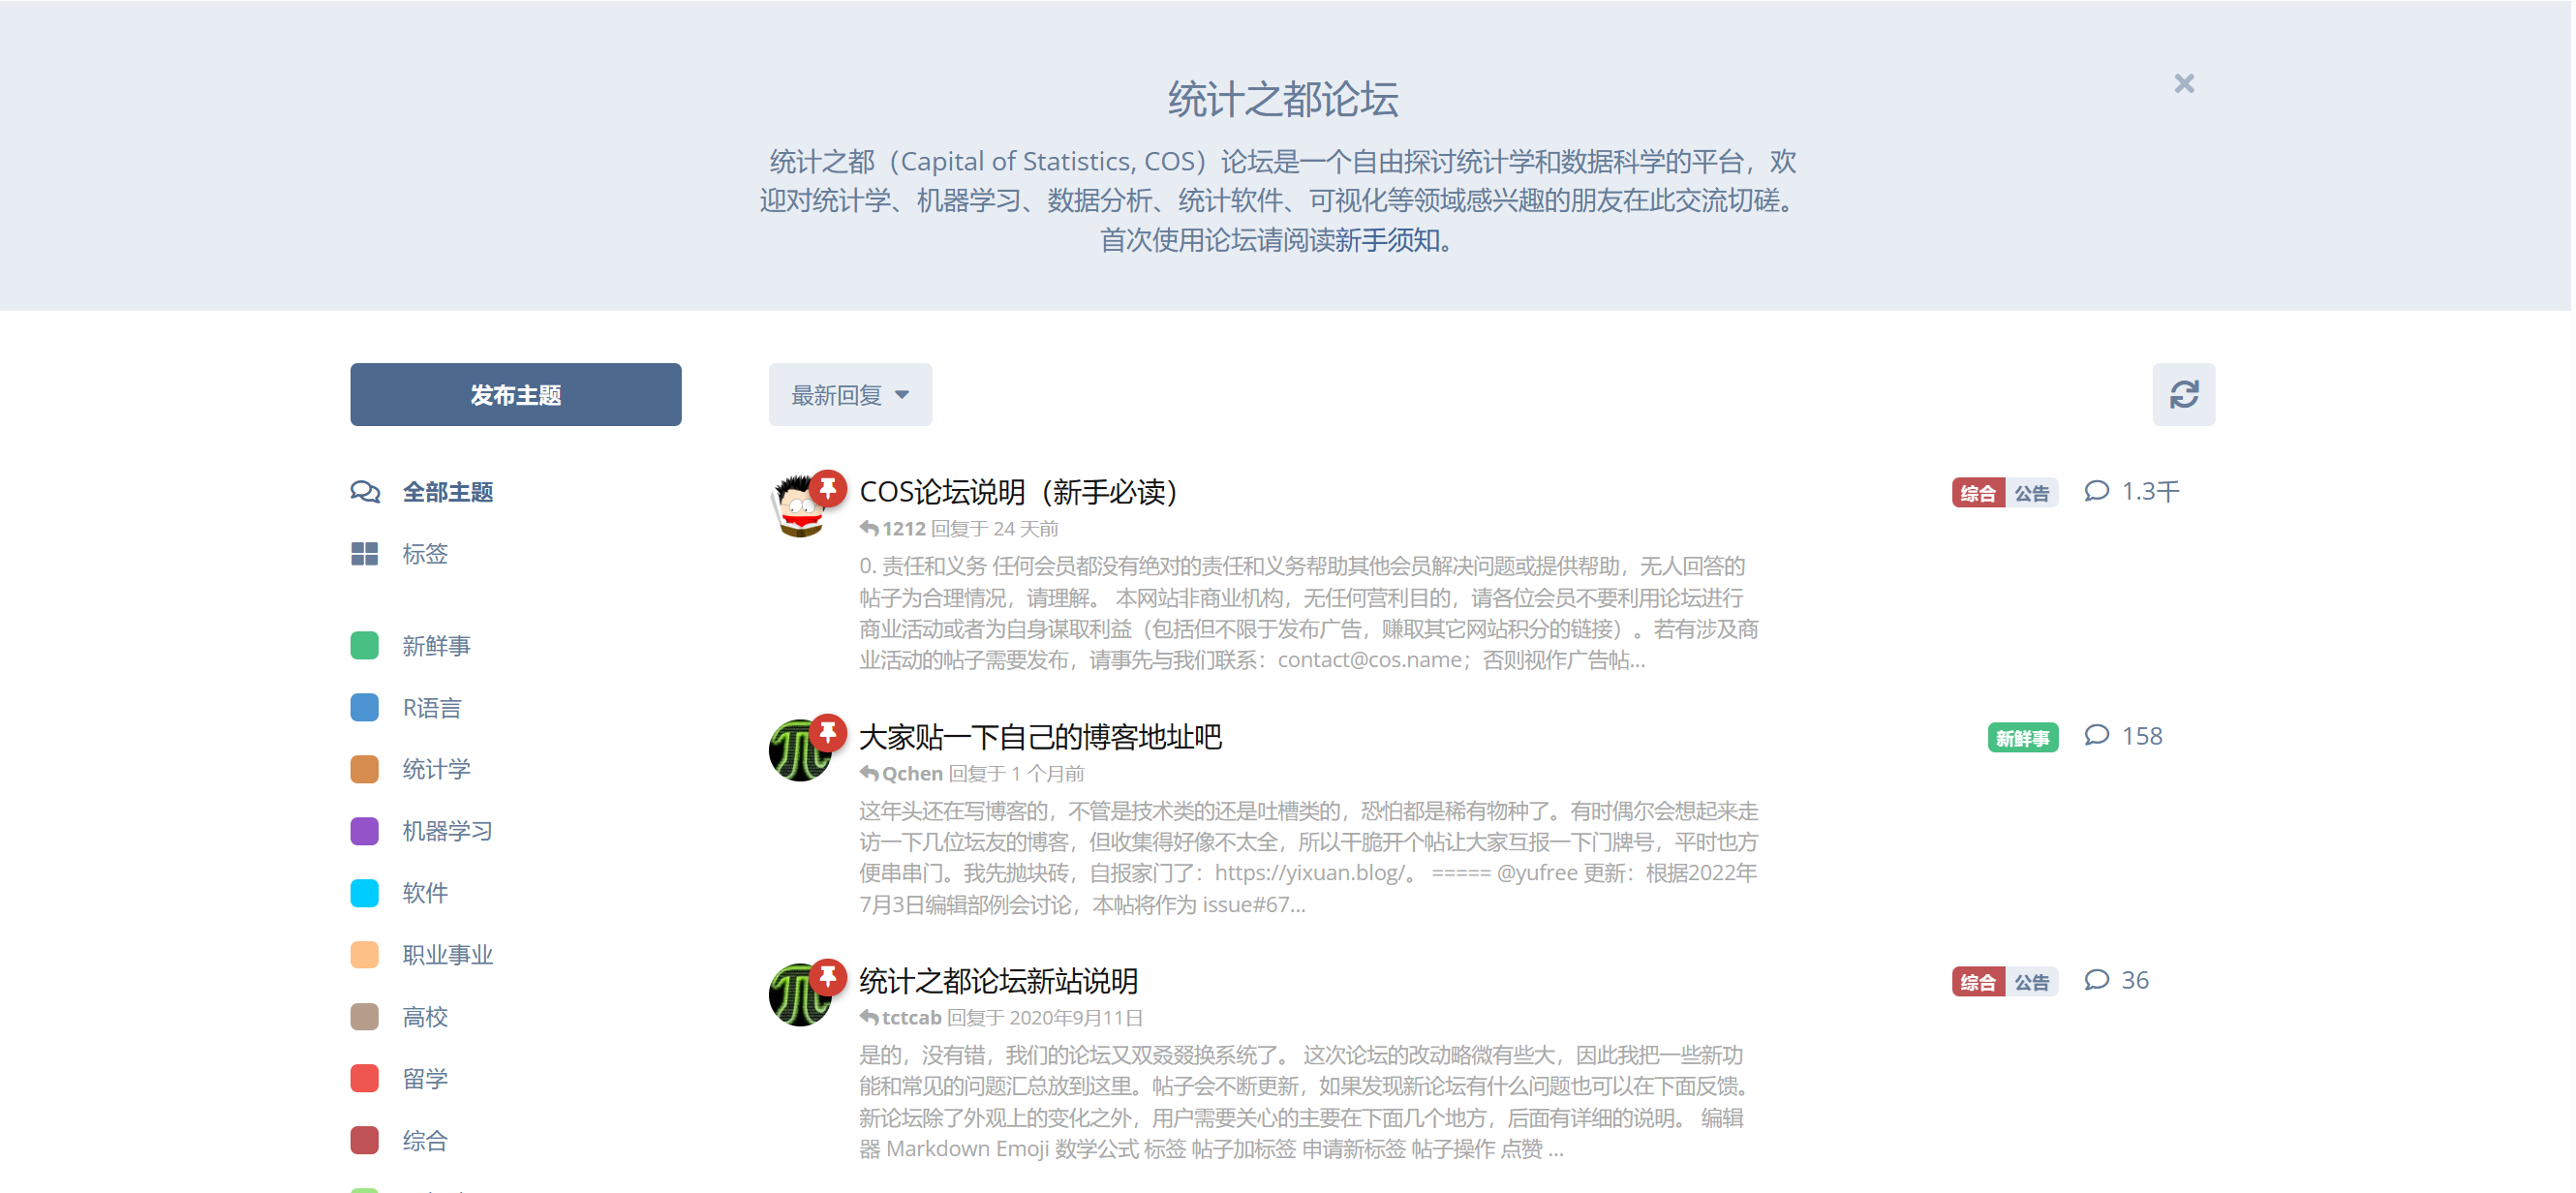 统计之都论坛
统计之都（Capital of Statistics, COS）论坛是一个自由探讨统计学和数据科学的平台，欢
迎对统计学、机器学习、数据分析、统计软件、可视化等领域感兴趣的朋友在此交流切磋。
首次使用论坛请阅读新手须知。
发布主题
全部主题
标签
新鲜事
R语言
统计学
机器学习
软件
职业事业
高校
留学
综合
最新回复
COS论坛说明（新手必读）
综合 公告 1.3千
1212 回复于 24 天前
0. 责任和义务 任何会员都没有绝对的责任和义务帮助其他会员解决问题或提供帮助，无人回答的
帖子为合理情况，请理解。 本网站非商业机构，无任何营利目的，请各位会员不要利用论坛进行
商业活动或者为自身谋取利益（包括但不限于发布广告，赚取其它网站积分的链接）。若有涉及商
业活动的帖子需要发布，请事先与我们联系：contact@cos.name；否则视作广告帖...
大家贴一下自己的博客地址吧
新鲜事 158
Qchen 回复于 1 个月前
这年头还在写博客的，不管是技术类的还是吐槽类的，恐怕都是稀有物种了。有时偶尔会想起来走
访一下几位坛友的博客，但收集得好像不太全，所以干脆开个帖让大家互报一下门牌号，平时也方
便串串门。我先抛块砖，自报家门了：https://yixuan.blog/。 ===== @yufree 更新：根据2022年
7月3日编辑部例会讨论，本帖将作为 issue#67...
统计之都论坛新站说明
综合 公告 36
tctcab 回复于 2020年9月11日
是的，没有错，我们的论坛又双叒叕换系统了。 这次论坛的改动略微有些大，因此我把一些新功
能和常见的问题汇总放到这里。帖子会不断更新，如果发现新论坛有什么问题也可以在下面反馈。
新论坛除了外观上的变化之外，用户需要关心的主要在下面几个地方，后面有详细的说明。 编辑
器 Markdown Emoji 数学公式 标签 帖子加标签 申请新标签 帖子操作 点赞 ...